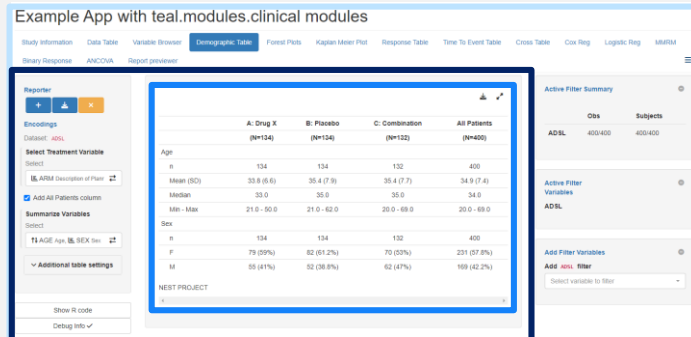 Example App with teal.modules.clinical modules
Study Information Data Table Variable Browser Demographic Table Forest Plots Kaplan Meier Plot Response Table Time To Event Table Cross Table Cox Reg Logistic Reg MMRM
Binary Response ANCOVA Report previewer
Reporter
Encodings
Dataset: ADSL
Select Treatment Variable
Select
ARM Description of Plann
Add All Patients column
Summarize Variables
Select
AGE Age, SEX Sex
Additional table settings
Show R code
Debug Info
A: Drug X B: Placebo C: Combination All Patients
(N=134) (N=134) (N=132) (N=400)
Age
n 134 134 132 400
Mean (SD) 33.8 (6.6) 35.4 (7.9) 35.4 (7.7) 34.9 (7.4)
Median 33.0 35.0 35.0 34.0
Min - Max 21.0 - 50.0 21.0 - 62.0 20.0 - 69.0 20.0 - 69.0
Sex
n 134 134 132 400
F 79 (59%) 82 (61.2%) 70 (53%) 231 (57.8%)
M 55 (41%) 52 (38.8%) 62 (47%) 169 (42.2%)
NEST PROJECT
Active Filter Summary
Obs Subjects
ADSL 400/400 400/400
Active Filter
Variables
ADSL
Add Filter Variables
Add ADSL filter
Select variable to filter